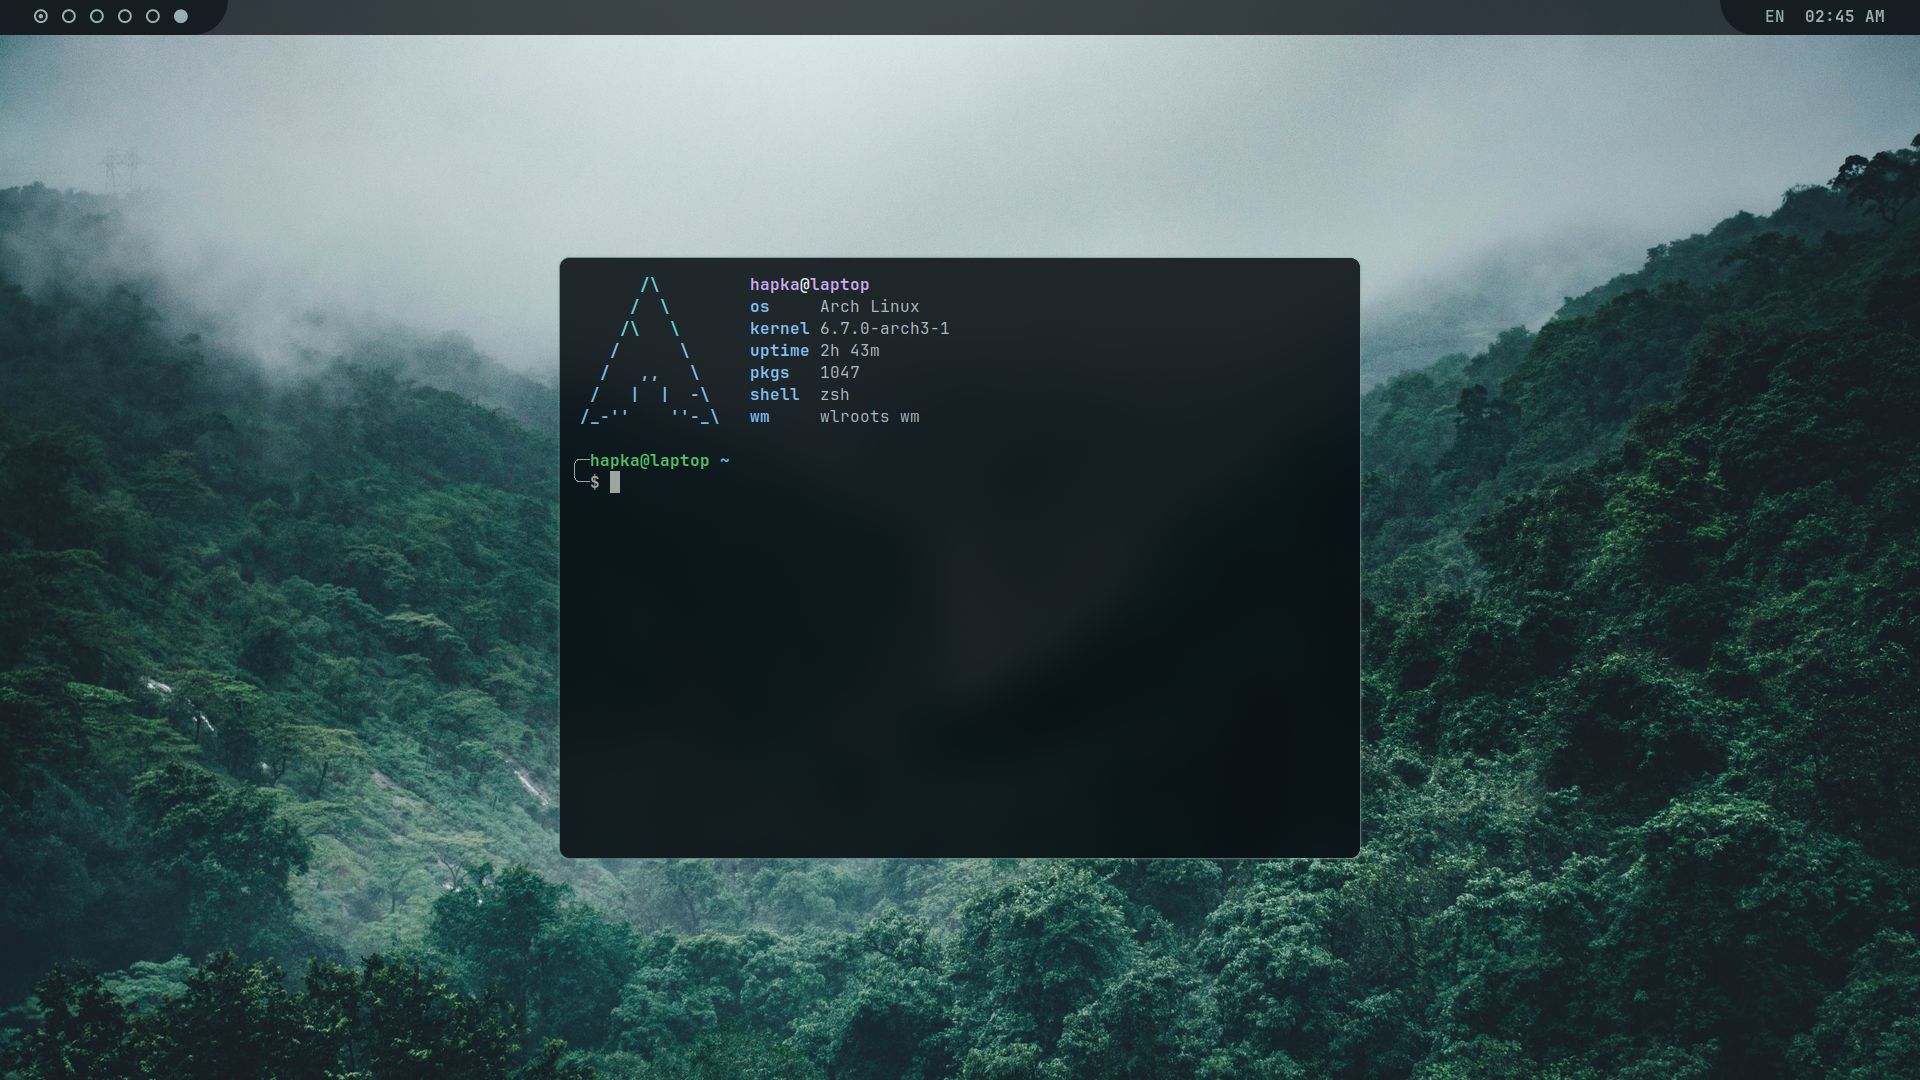 EN 02:45 AM
/\ hapka@laptop
/  \ os Arch Linux
/\   \ kernel 6.7.0-arch3-1
/      \ uptime 2h 43m
/   ,,   \ pkgs 1047
/   |  |  -\ shell zsh
/_-''    ''-_\ wm wlroots wm
hapka@laptop ~
$